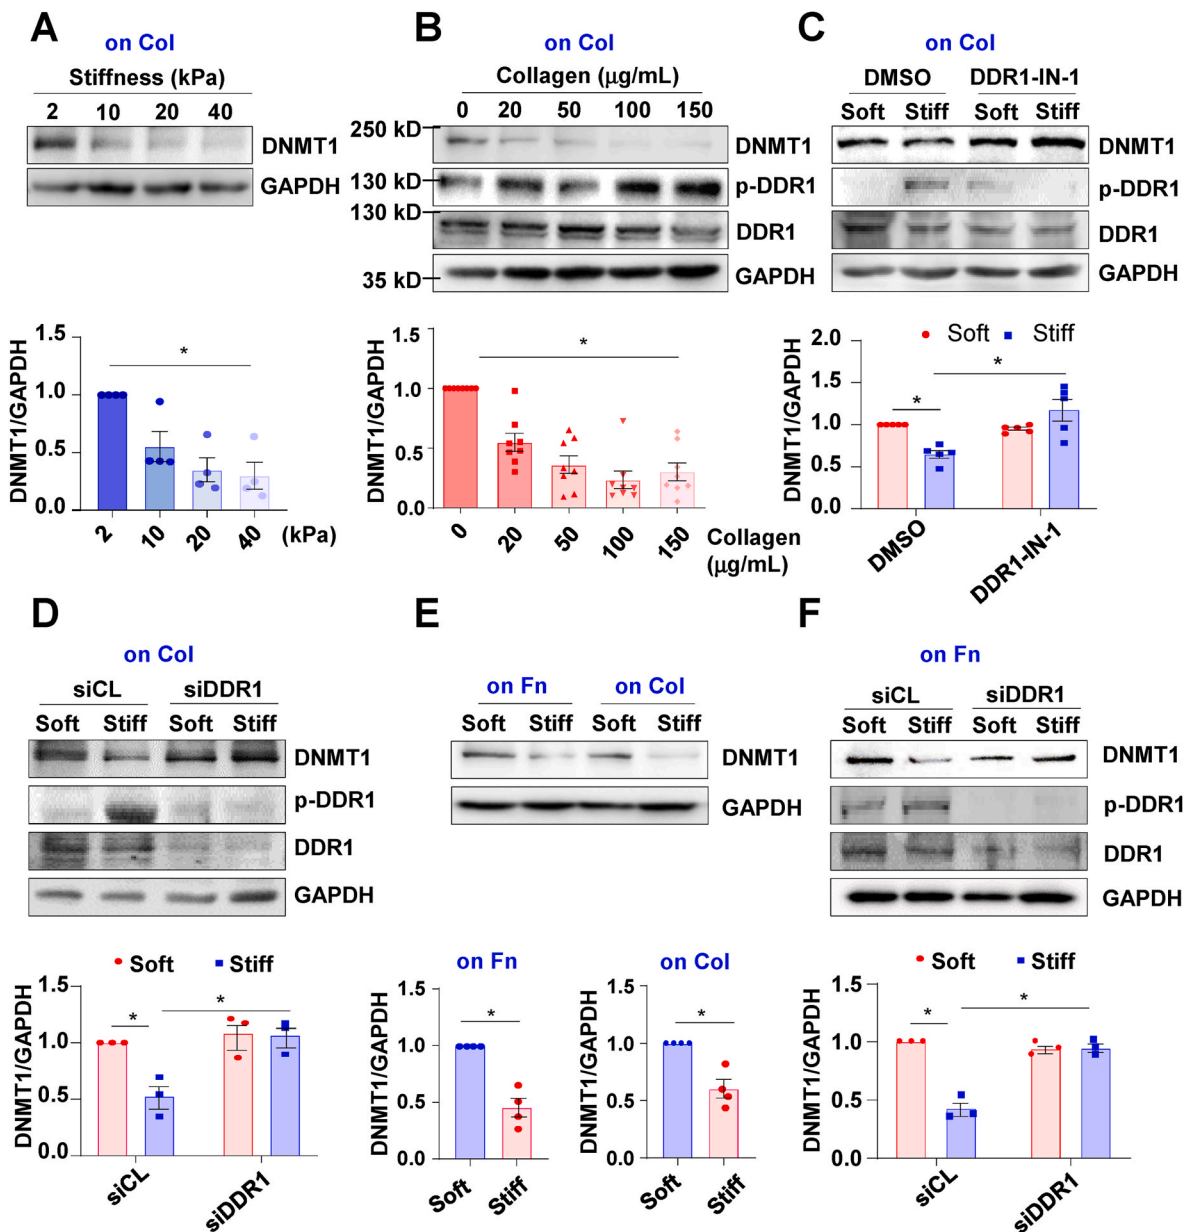 A
on Col
Stiffness (kPa)
2 10 20 40
DNMT1
GAPDH
DNMT1/GAPDH
1.5
1.0
0.5
0.0
*
2 10 20 40 (kPa)
B
on Col
Collagen (μg/mL)
0 20 50 100 150
250 kD
DNMT1
130 kD
p-DDR1
130 kD
DDR1
35 kD
GAPDH
DNMT1/GAPDH
1.5
1.0
0.5
0.0
*
0 20 50 100 150 Collagen
(μg/mL)
C
on Col
DMSO DDR1-IN-1
Soft Stiff Soft Stiff
DNMT1
p-DDR1
DDR1
GAPDH
Soft Stiff
DNMT1/GAPDH
2.0
1.5
1.0
0.5
0.0
* *
DMSO DDR1-IN-1
D
on Col
siCL siDDR1
Soft Stiff Soft Stiff
DNMT1
p-DDR1
DDR1
GAPDH
Soft Stiff
DNMT1/GAPDH
1.5
1.0
0.5
0.0
* *
siCL siDDR1
E
on Fn on Col
Soft Stiff Soft Stiff
DNMT1
GAPDH
on Fn
DNMT1/GAPDH
1.5
1.0
0.5
0.0
*
Soft Stiff
on Col
DNMT1/GAPDH
1.5
1.0
0.5
0.0
*
Soft Stiff
F
on Fn
siCL siDDR1
Soft Stiff Soft Stiff
DNMT1
p-DDR1
DDR1
GAPDH
Soft Stiff
DNMT1/GAPDH
1.5
1.0
0.5
0.0
* *
siCL siDDR1